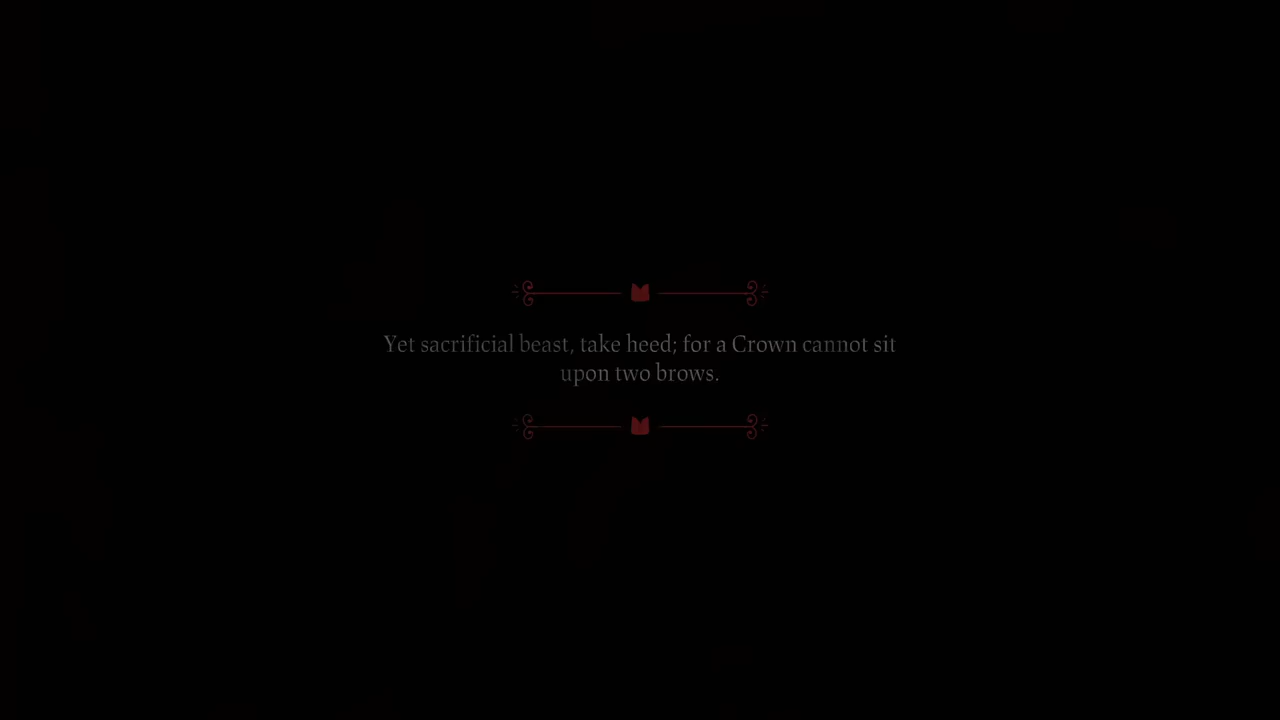 Yet sacrificial beast, take heed; for a Crown cannot sit
upon two brows.